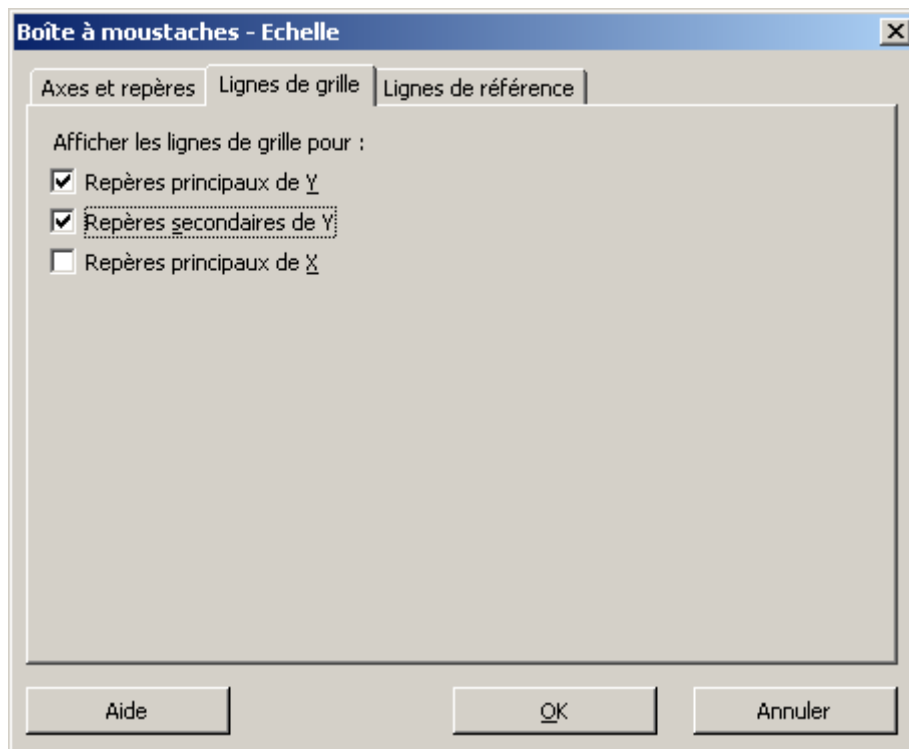 Boîte à moustaches - Echelle
Axes et repères Lignes de grille Lignes de référence
Afficher les lignes de grille pour :
Repères principaux de Y
Repères secondaires de Y
Repères principaux de X
Aide OK Annuler